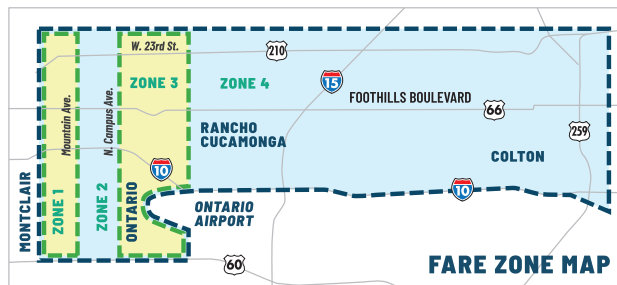 W. 23rd St.
210
ZONE 3
ZONE 4
15
FOOTHILLS BOULEVARD
66
Mountain Ave.
N. Campus Ave.
RANCHO
CUCAMONGA
259
COLTON
10
10
MONTCLAIR
ZONE 1
ZONE 2
ONTARIO
ONTARIO
AIRPORT
60
FARE ZONE MAP